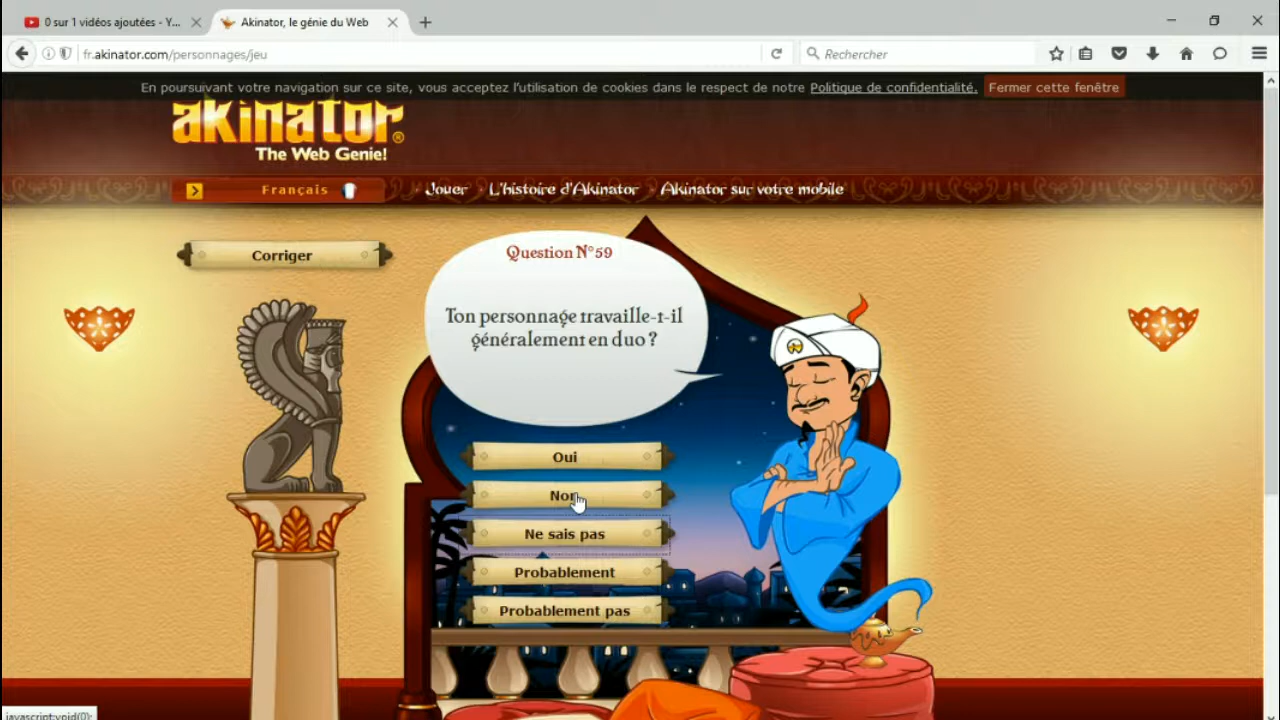 0 sur 1 vidéos ajoutées - Y...
Akinator, le génie du Web
fr.akinator.com/personnages/jeu
Rechercher
En poursuivant votre navigation sur ce site, vous acceptez l'utilisation de cookies dans le respect de notre Politique de confidentialité.
Fermer cette fenêtre
akinator®
The Web Genie!
Français
Jouer
L'histoire d'Akinator
Akinator sur votre mobile
Corriger
Question N°59
Ton personnage travaille-t-il
généralement en duo ?
Oui
Non
Ne sais pas
Probablement
Probablement pas
javascript:void(0);